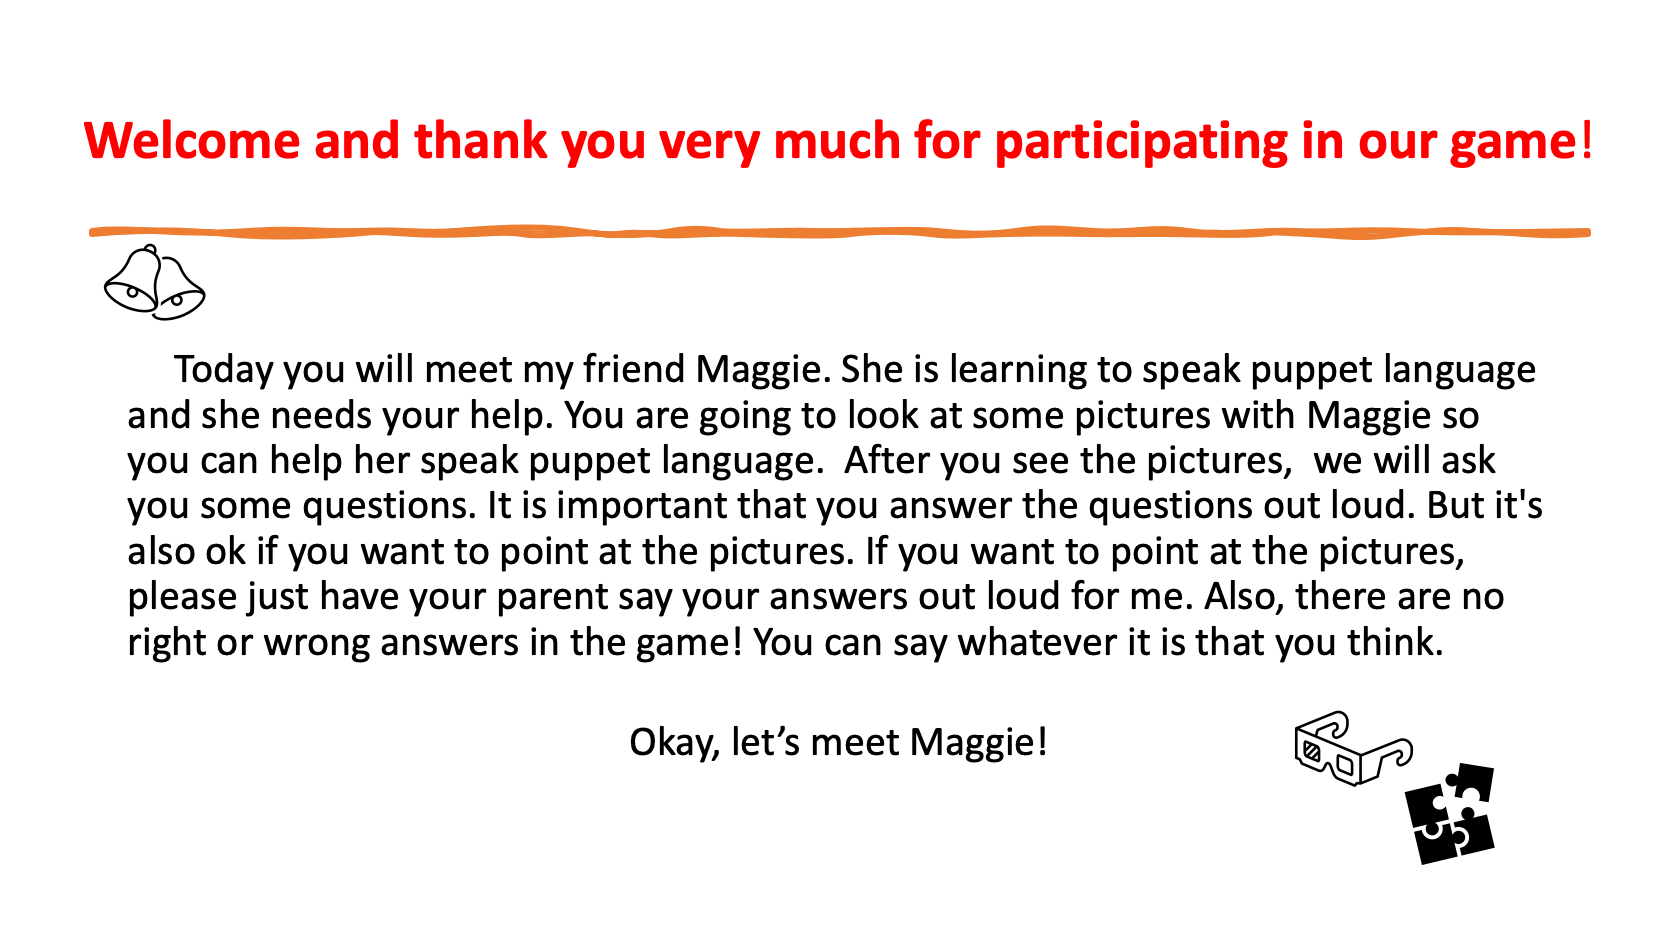 Welcome and thank you very much for participating in our game!
Today you will meet my friend Maggie. She is learning to speak puppet language
and she needs your help. You are going to look at some pictures with Maggie so
you can help her speak puppet language.  After you see the pictures,  we will ask
you some questions. It is important that you answer the questions out loud. But it's
also ok if you want to point at the pictures. If you want to point at the pictures,
please just have your parent say your answers out loud for me. Also, there are no
right or wrong answers in the game! You can say whatever it is that you think.
Okay, let’s meet Maggie!